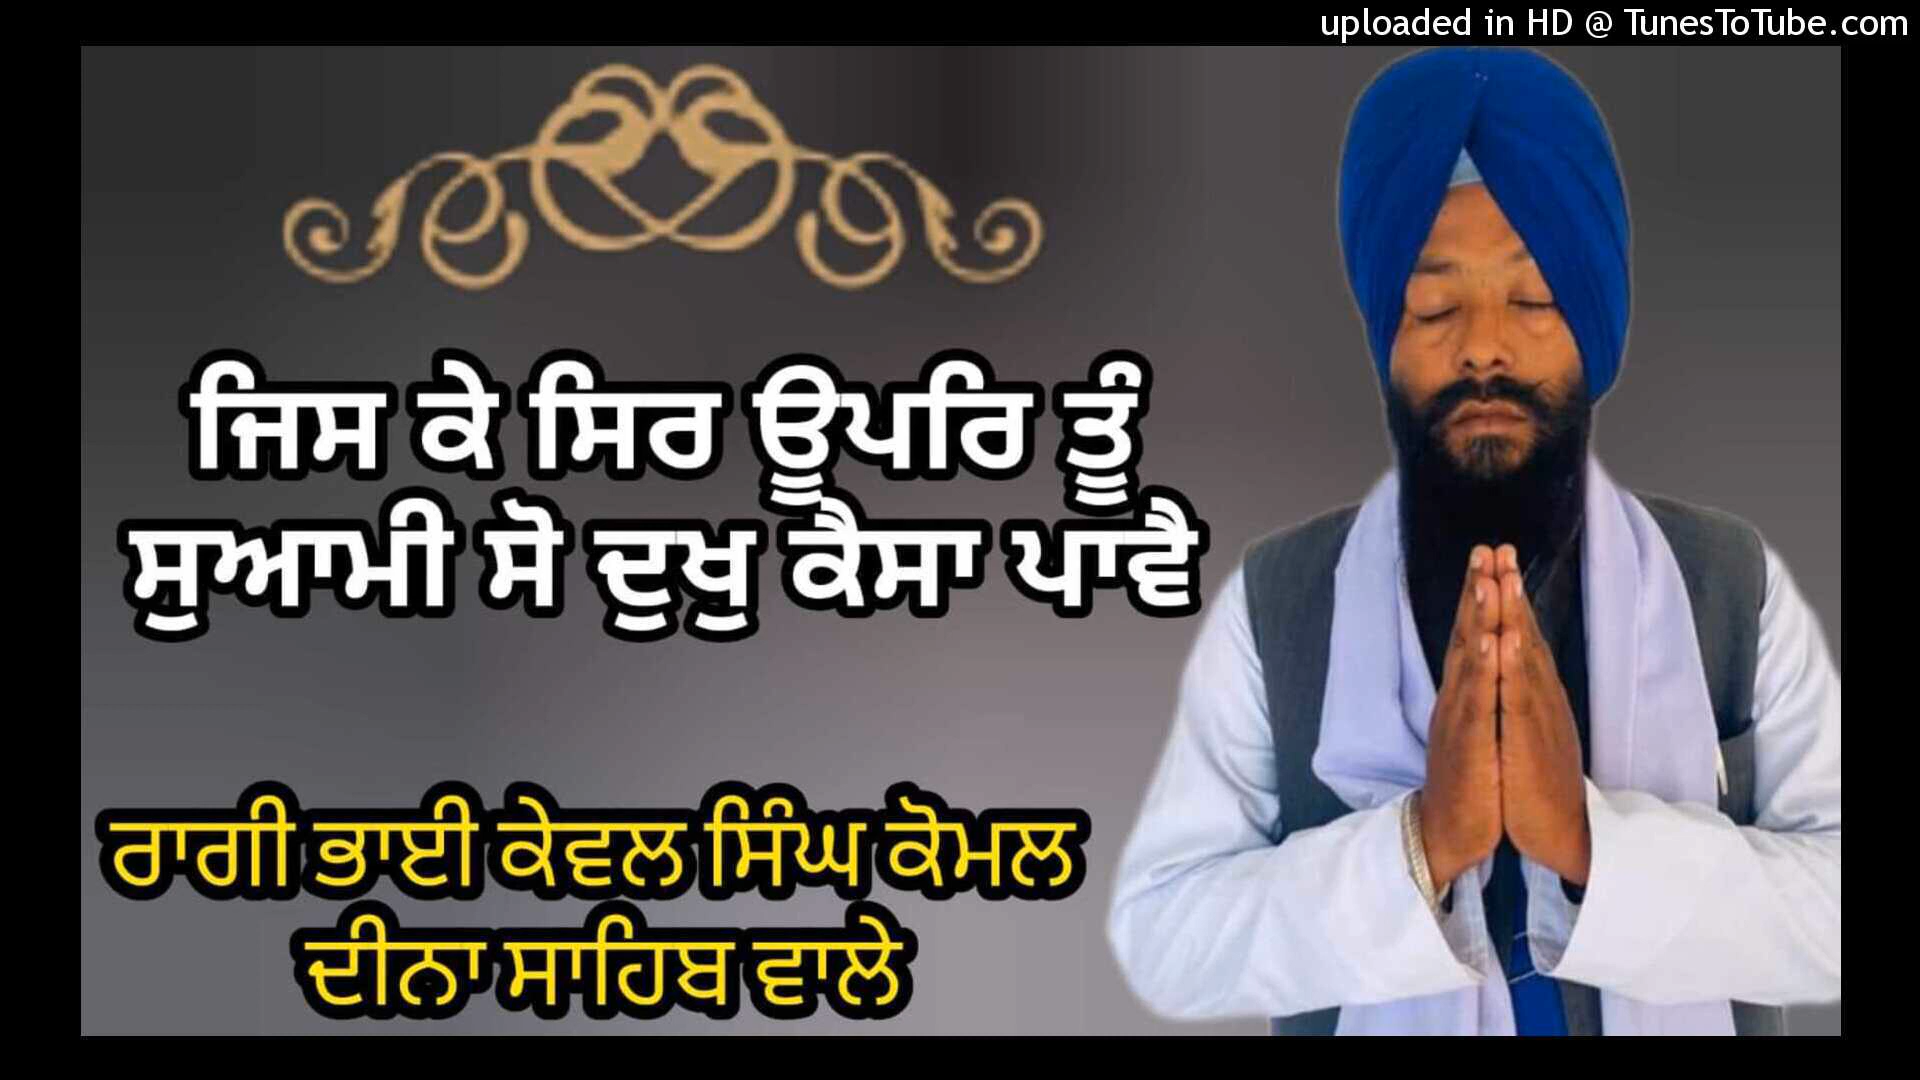 uploaded in HD @ TunesToTube.com
ਜਿਸ ਕੇ ਸਿਰ ਊਪਰਿ ਤੂੰ
ਸੁਆਮੀ ਸੋ ਦੁਖੁ ਕੈਸਾ ਪਾਵੈ
ਰਾਗੀ ਭਾਈ ਕੇਵਲ ਸਿੰਘ ਕੋਮਲ
ਦੀਨਾ ਸਾਹਿਬ ਵਾਲੇ